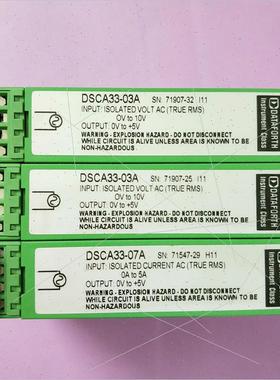 DSCA33-03A SN: 71907-32 I11
INPUT: ISOLATED VOLT AC (TRUE RMS)
0V to 10V
OUTPUT: 0V to +5V
WARNING - EXPLOSION HAZARD - DO NOT DISCONNECT
WHILE CIRCUIT IS ALIVE UNLESS AREA IS KNOWN TO BE
NON-HAZARDOUS
DATAFORTH
Instrument Class
DSCA33-03A SN: 71907-25 I11
INPUT: ISOLATED VOLT AC (TRUE RMS)
0V to 10V
OUTPUT: 0V to +5V
WARNING - EXPLOSION HAZARD - DO NOT DISCONNECT
WHILE CIRCUIT IS ALIVE UNLESS AREA IS KNOWN TO BE
NON-HAZARDOUS
DATAFORTH
Instrument Class
DSCA33-07A SN: 71547-29 H11
INPUT: ISOLATED CURRENT AC (TRUE RMS)
0A to 5A
OUTPUT: 0V to +5V
WARNING - EXPLOSION HAZARD - DO NOT DISCONNECT
WHILE CIRCUIT IS ALIVE UNLESS AREA IS KNOWN TO BE
NON-HAZARDOUS
DATAFORTH
Instrument Class